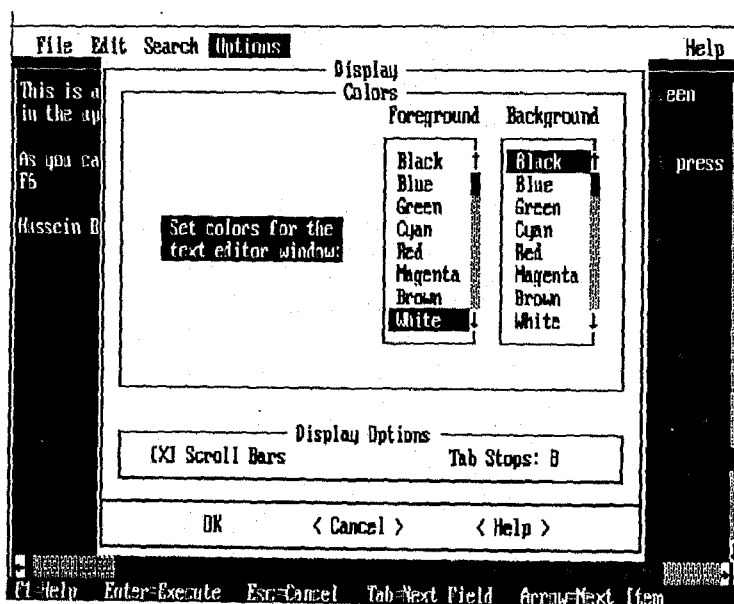 File Edit Search Options Help
Display
Colors
This is a
een
in the ap
Foreground Background
As you ca
press
F6
Hussein B
Black Black
Blue Blue
Green Green
Set colors for the
text editor window:
Cyan Cyan
Red Red
Magenta Magenta
Brown Brown
White White
Display Options
[X] Scroll Bars Tab Stops: 8
OK < Cancel > < Help >
F1=Help Enter=Execute Esc=Cancel Tab=Next Field Arrow=Next Item